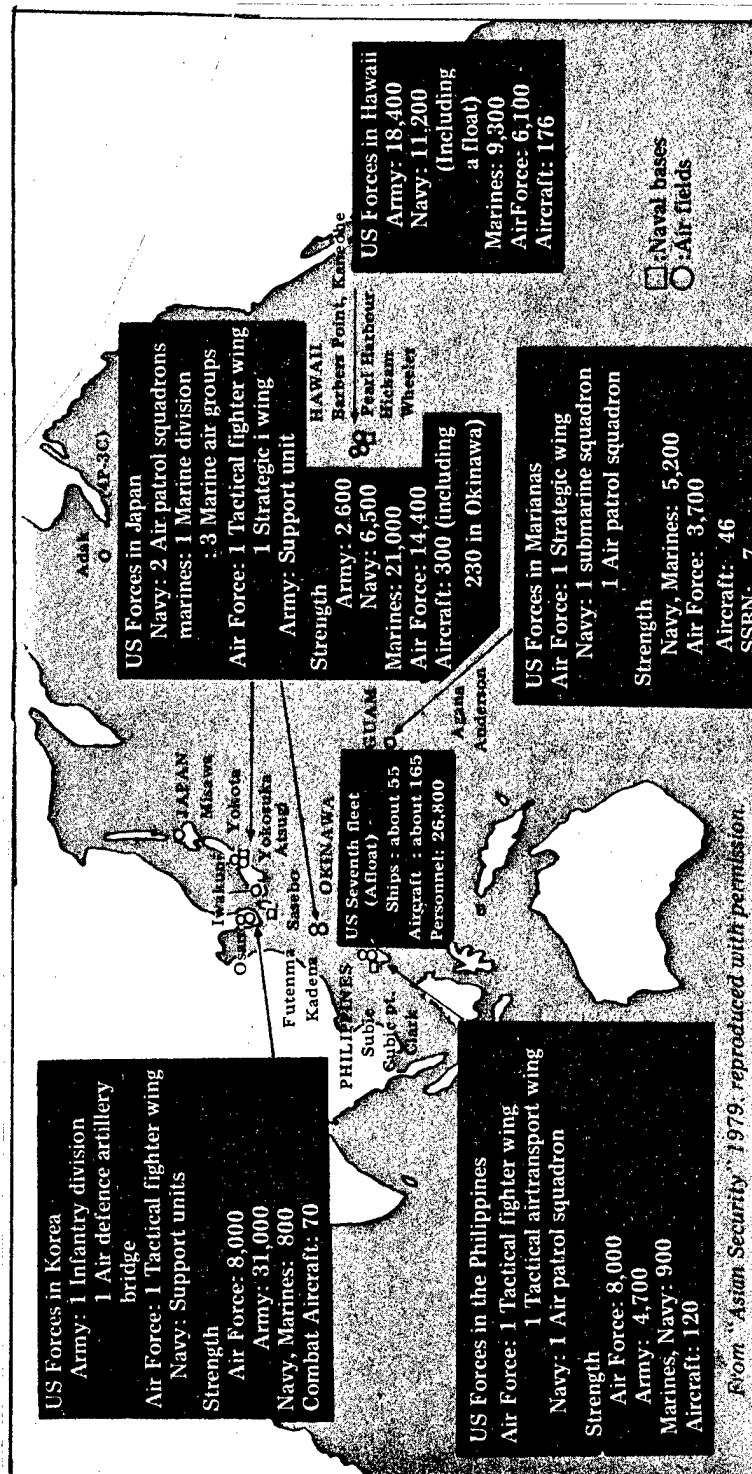 US Forces in Korea
Army: 1 Infantry division
1 Air defence artillery
bridge
Air Force: 1 Tactical fighter wing
Navy: Support units
Strength
Air Force: 8,000
Army: 31,000
Navy, Marines: 800
Combat Aircraft: 70
US Forces in Japan
Navy: 2 Air patrol squadrons
marines: 1 Marine division
: 3 Marine air groups
Air Force: 1 Tactical fighter wing
1 Strategic i wing
Army: Support unit
Strength
Army: 2,600
Navy: 6,500
Marines: 21,000
Air Force: 14,400
Aircraft: 300 (including
230 in Okinawa)
US Forces in Hawaii
Army: 18,400
Navy: 11,200
(Including
a float)
Marines: 9,300
AirForce: 6,100
Aircraft: 176
Adak
(4P-3C)
HAWAII
Barbers Point, Kaneohe
Pearl Harbour
Hickam
Wheeler
JAPAN
Misawa
Yokota
Yokosuka
Atsugi
Iwakuni
Osan
Sasebo
OKINAWA
Futenma
Kadena
PHILIPPINES
Subic
Subic pt.
Clark
US Seventh fleet
(Afloat)
Ships : about 55
Aircraft : about 165
Personnel: 26,800
GUAM
Agana
Anderson
US Forces in the Philippines
Air Force: 1 Tactical fighter wing
1 Tactical airtransport wing
Navy: 1 Air patrol squadron
Strength
Air Force: 8,000
Army: 4,700
Marines, Navy: 900
Aircraft: 120
US Forces in Marianas
Air Force: 1 Strategic wing
Navy: 1 submarine squadron
1 Air patrol squadron
Strength
Navy, Marines: 5,200
Air Force: 3,700
Aircraft: 46
SSBN: 7
:Naval bases
:Air fields
From "Asian Security" 1979, reproduced with permission.